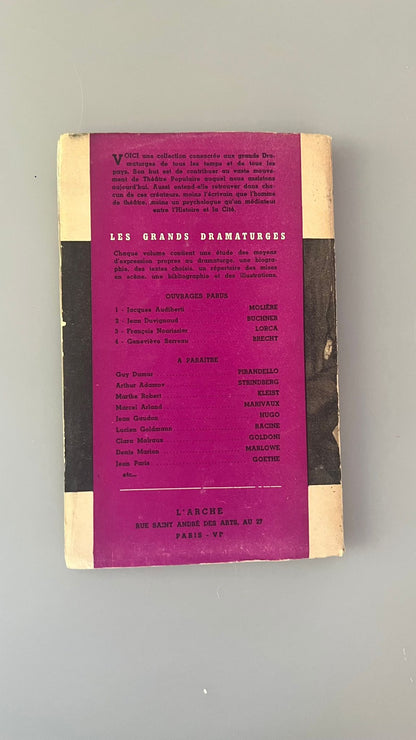 VOICI une collection consacrée aux grands Dra-
maturges de tous les temps et de tous les
pays. Son but est de contribuer au vaste mouve-
ment de Théâtre Populaire auquel nous assistons
aujourd'hui. Aussi entend-elle retrouver dans cha-
cun de ces créateurs, moins l'écrivain que l'homme
de théâtre, moins un psychologue qu'un médiateur
entre l'Histoire et la Cité.
LES GRANDS DRAMATURGES
Chaque volume contient une étude des moyens
d'expression propres au dramaturge, une biogra-
phie, des textes choisis, un répertoire des mises
en scène, une bibliographie et des illustrations.
OUVRAGES PARUS
1 - Jacques Audiberti MOLIÈRE
2 - Jean Duvignaud BÜCHNER
3 - François Nourissier LORCA
4 - Geneviève Serreau BRECHT
A PARAITRE
Guy Dumur PIRANDELLO
Arthur Adamov STRINDBERG
Marthe Robert KLEIST
Marcel Arland MARIVAUX
Jean Gaudon HUGO
Lucien Goldmann RACINE
Clara Malraux GOLDONI
Denis Marion MARLOWE
Jean Paris GOETHE
etc...
L'ARCHE
RUE SAINT ANDRÉ DES ARTS, AU 27
PARIS - VIe